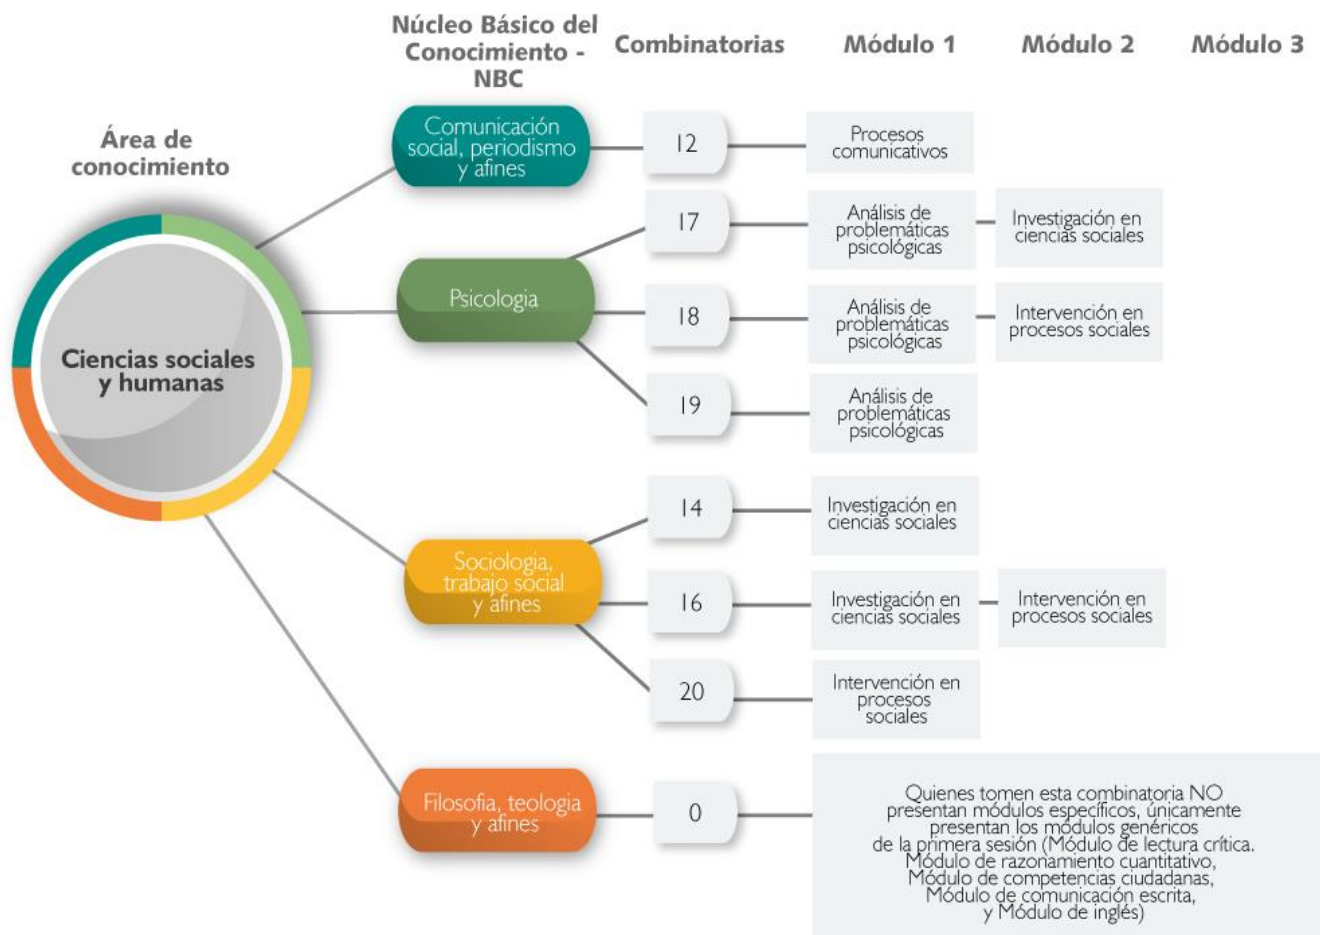 Núcleo Básico del
Conocimiento -
NBC
Combinatorias
Módulo 1
Módulo 2
Módulo 3
Área de
conocimiento
Ciencias sociales
y humanas
Comunicación
social, periodismo
y afines
12
Procesos
comunicativos
Psicologia
17
Análisis de
problemáticas
psicológicas
Investigación en
ciencias sociales
18
Análisis de
problemáticas
psicológicas
Intervención en
procesos sociales
19
Análisis de
problemáticas
psicológicas
Sociologia,
trabajo social
y afines
14
Investigación en
ciencias sociales
16
Investigación en
ciencias sociales
Intervención en
procesos sociales
20
Intervención en
procesos
sociales
Filosofia, teologia
y afines
0
Quienes tomen esta combinatoria NO
presentan módulos específicos, únicamente
presentan los módulos genéricos
de la primera sesión (Módulo de lectura crítica.
Módulo de razonamiento cuantitativo,
Módulo de competencias ciudadanas,
Módulo de comunicación escrita,
y Módulo de inglés)